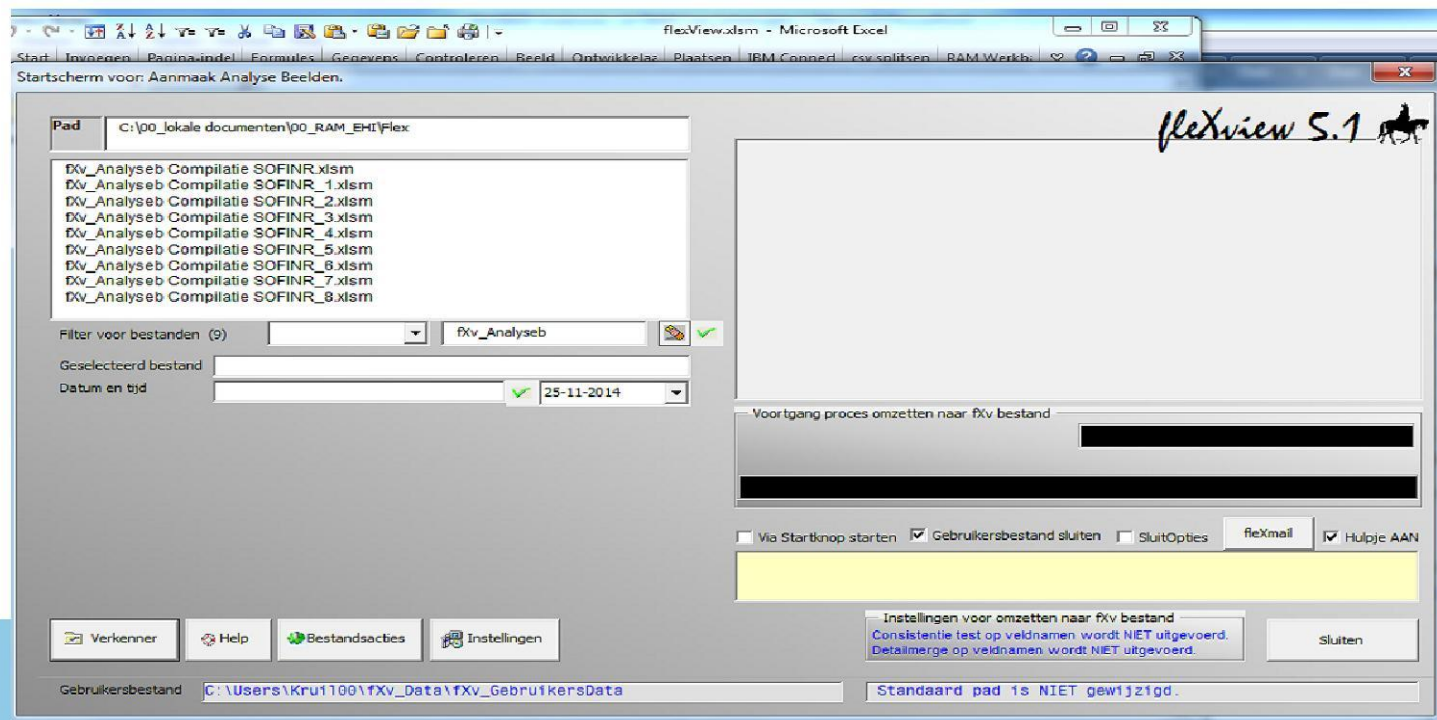 flexView.xlsm - Microsoft Excel
Start Invoegen Pagina-indel Formules Gegevens Controleren Beeld Ontwikkelaar Plaatsen IBM Connect csv splitsen RAM Werkb
Startscherm voor: Aanmaak Analyse Beelden.
fleXview 5.1
Pad C:\00_lokale documenten\00_RAM_EHI\Flex
fXv_Analyseb Compilatie SOFINR.xlsm
fXv_Analyseb Compilatie SOFINR_1.xlsm
fXv_Analyseb Compilatie SOFINR_2.xlsm
fXv_Analyseb Compilatie SOFINR_3.xlsm
fXv_Analyseb Compilatie SOFINR_4.xlsm
fXv_Analyseb Compilatie SOFINR_5.xlsm
fXv_Analyseb Compilatie SOFINR_6.xlsm
fXv_Analyseb Compilatie SOFINR_7.xlsm
fXv_Analyseb Compilatie SOFINR_8.xlsm
Filter voor bestanden (9) fXv_Analyseb
Geselecteerd bestand
Datum en tijd 25-11-2014
Voortgang proces omzetten naar fXv bestand
Via Startknop starten Gebruikersbestand sluiten SluitOpties fleXmail Hulpje AAN
Verkenner Help Bestandsacties Instellingen
Instellingen voor omzetten naar fXv bestand
Consistentie test op veldnamen wordt NIET uitgevoerd.
Detailmerge op veldnamen wordt NIET uitgevoerd.
Sluiten
Gebruikersbestand C:\Users\Kruil00\fXv_Data\fXv_GebruikersData
Standaard pad is NIET gewijzigd.